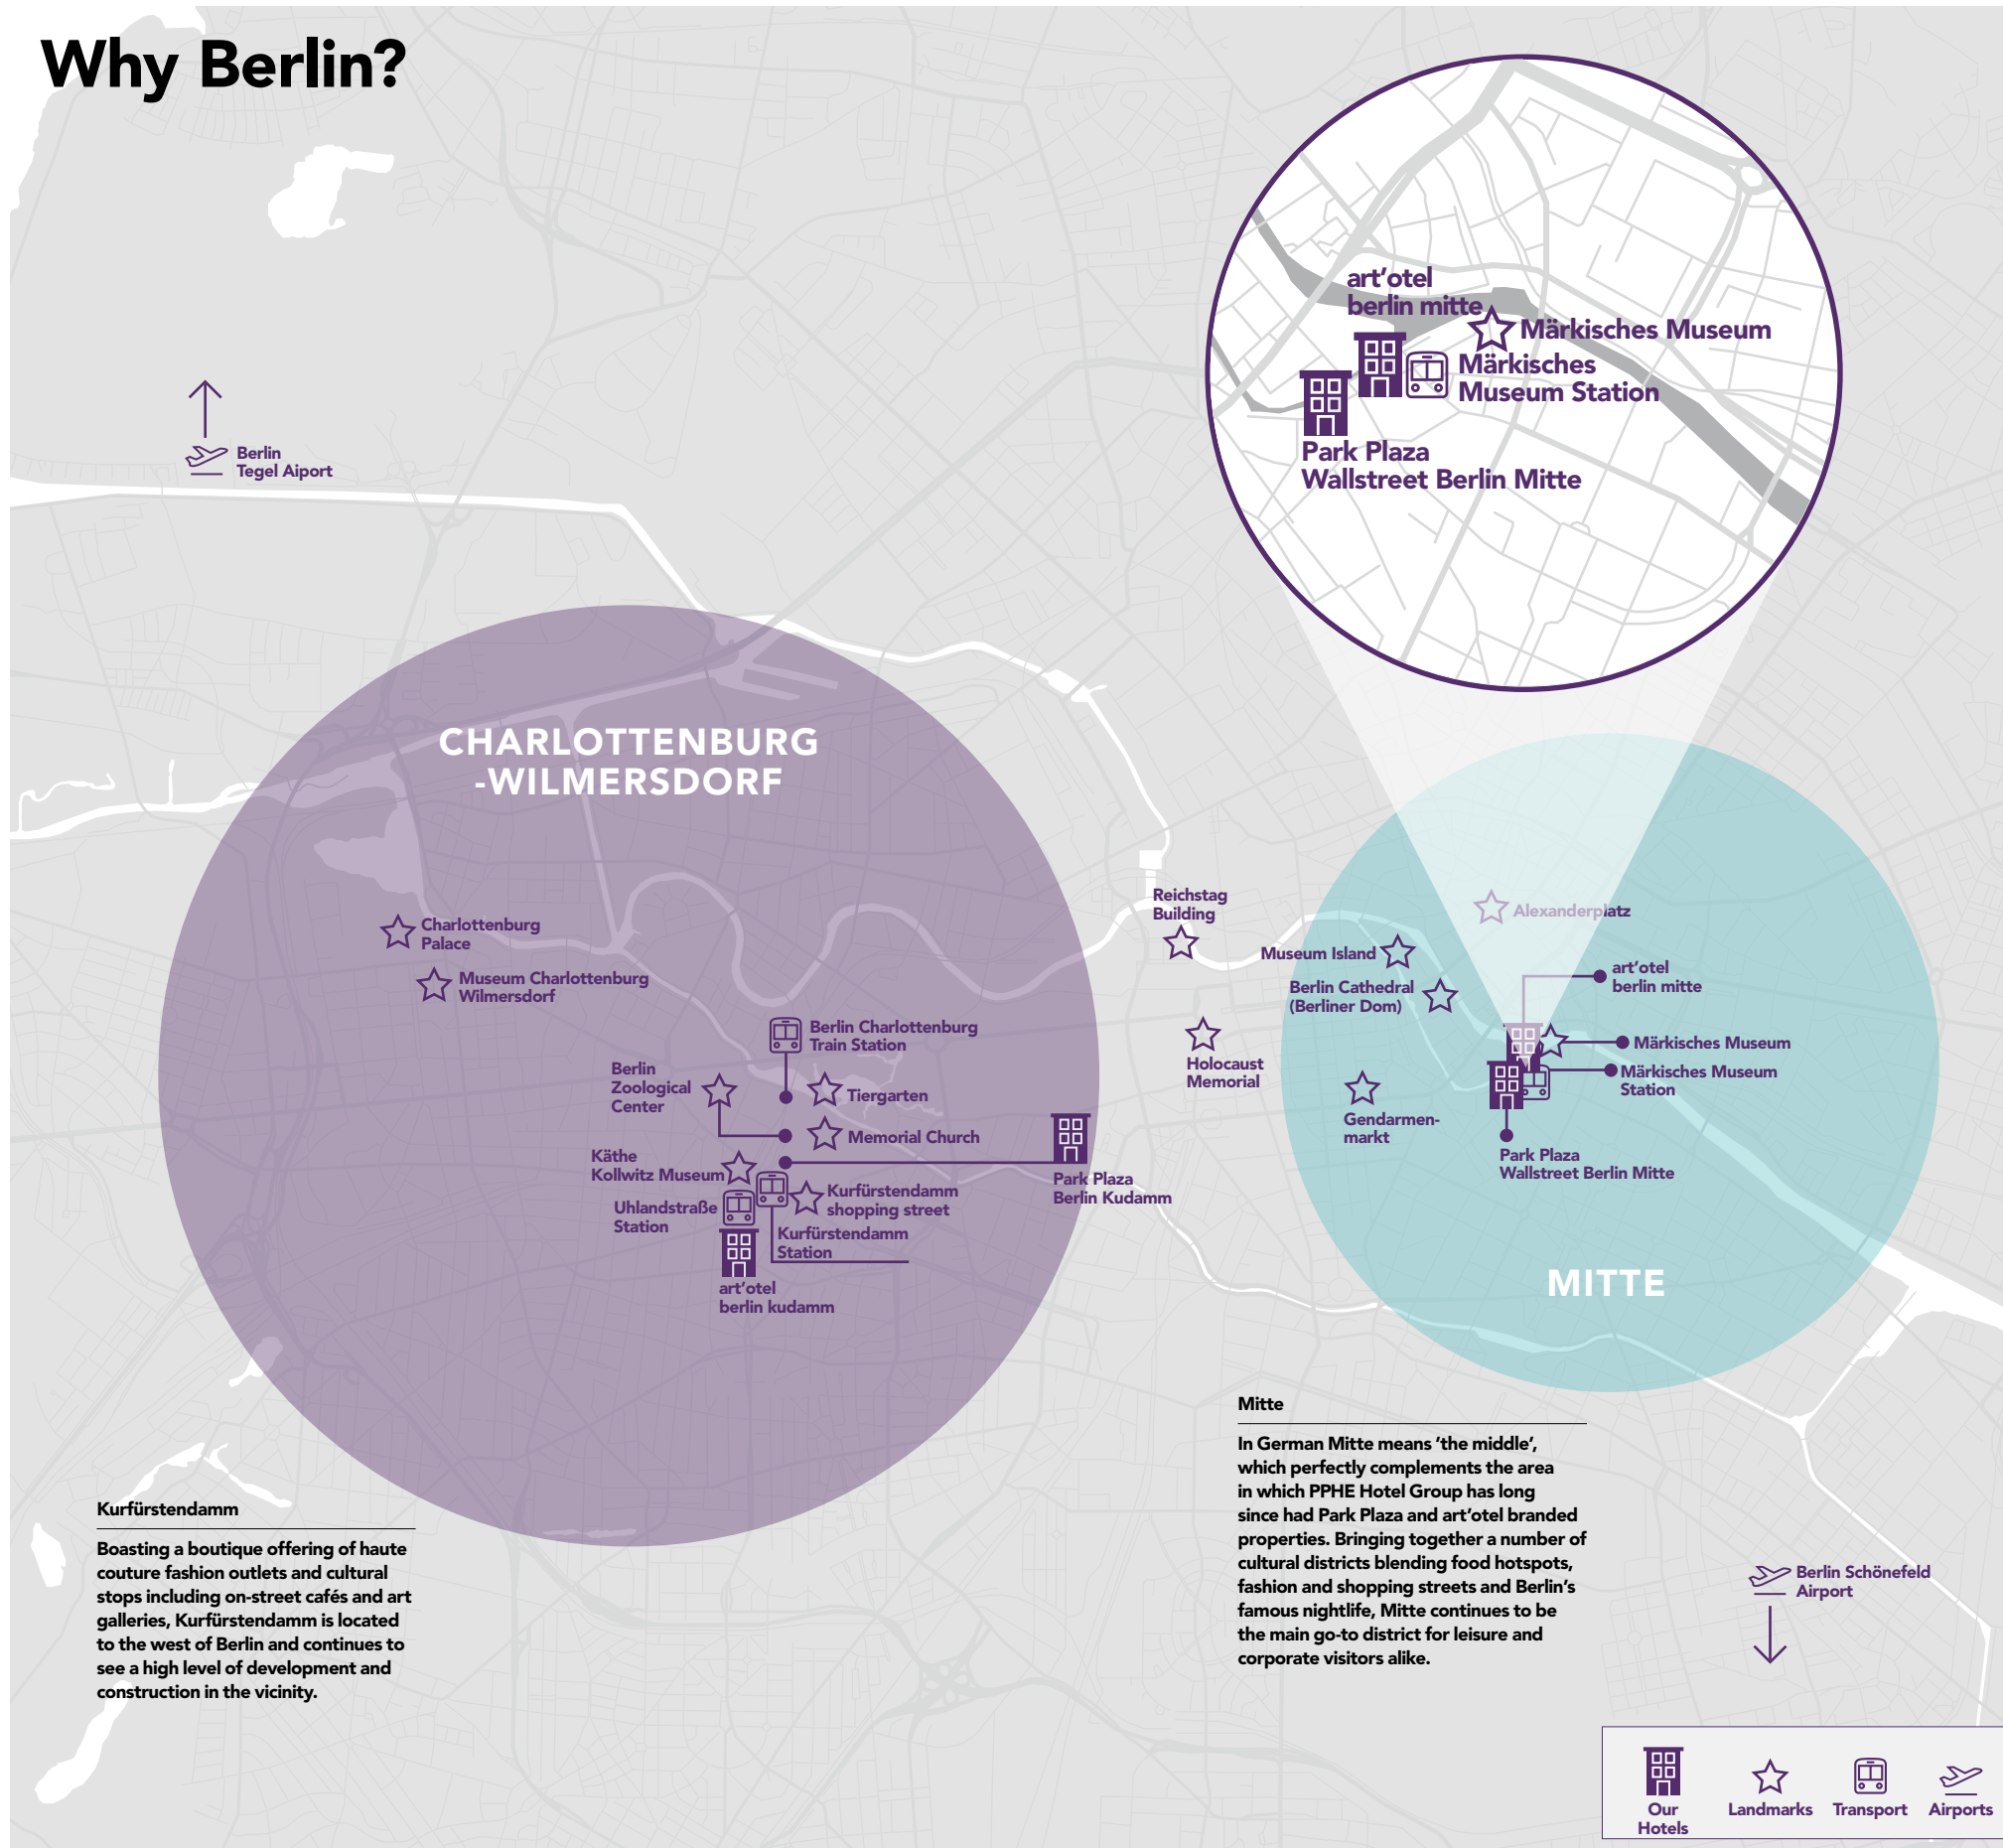 Why Berlin?
art'otel
berlin mitte
Märkisches Museum
Märkisches
Museum Station
Park Plaza
Wallstreet Berlin Mitte
Berlin
Tegel Aiport
CHARLOTTENBURG
-WILMERSDORF
Charlottenburg
Palace
Museum Charlottenburg
Wilmersdorf
Berlin Charlottenburg
Train Station
Berlin
Zoological
Center
Tiergarten
Memorial Church
Käthe
Kollwitz Museum
Uhlandstraße
Station
Kurfürstendamm
shopping street
Kurfürstendamm
Station
art'otel
berlin kudamm
Park Plaza
Berlin Kudamm
Reichstag
Building
Holocaust
Memorial
Museum Island
Berlin Cathedral
(Berliner Dom)
Gendarmen-
markt
Alexanderplatz
art'otel
berlin mitte
Märkisches Museum
Märkisches Museum
Station
Park Plaza
Wallstreet Berlin Mitte
MITTE
Kurfürstendamm
Boasting a boutique offering of haute
couture fashion outlets and cultural
stops including on-street cafés and art
galleries, Kurfürstendamm is located
to the west of Berlin and continues to
see a high level of development and
construction in the vicinity.
Mitte
In German Mitte means 'the middle',
which perfectly complements the area
in which PPHE Hotel Group has long
since had Park Plaza and art'otel branded
properties. Bringing together a number of
cultural districts blending food hotspots,
fashion and shopping streets and Berlin's
famous nightlife, Mitte continues to be
the main go-to district for leisure and
corporate visitors alike.
Berlin Schönefeld
Airport
Our
Hotels
Landmarks
Transport
Airports